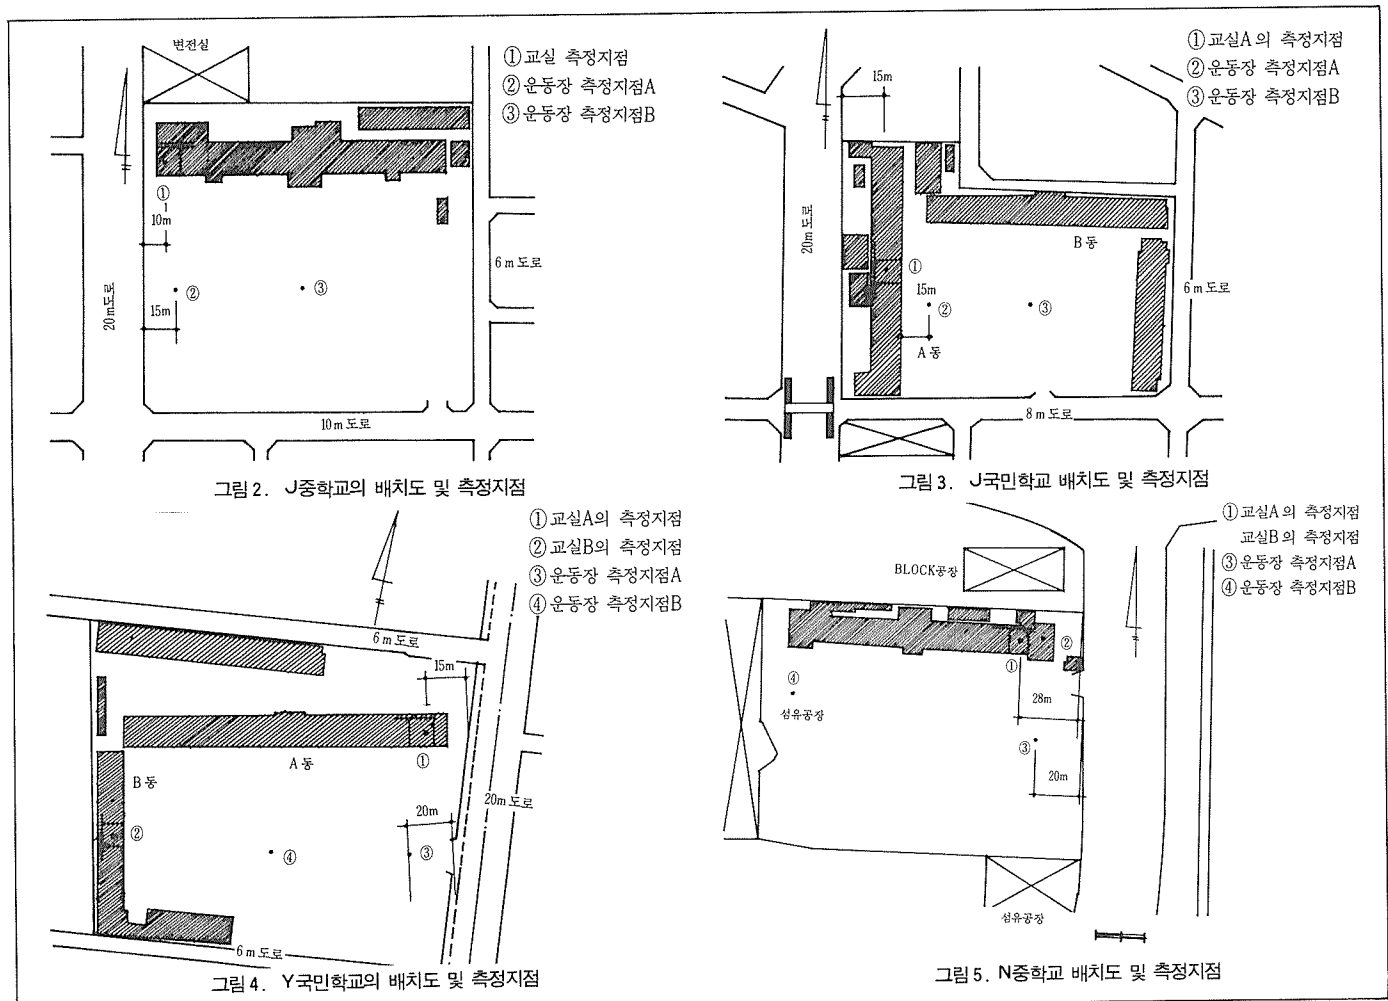 변전실
① 교실 측정지점
② 운동장 측정지점A
③ 운동장 측정지점B
①
10m
15m
②
③
20m도로
6m도로
10m도로
그림 2. J중학교의 배치도 및 측정지점
① 교실A의 측정지점
② 운동장 측정지점A
③ 운동장 측정지점B
15m
20m도로
B동
①
15m
②
③
A동
6m도로
8m도로
그림 3. J국민학교 배치도 및 측정지점
① 교실A의 측정지점
② 교실B의 측정지점
③ 운동장 측정지점A
④ 운동장 측정지점B
6m도로
15m
A동
①
B동
②
20m
20m도로
④
③
6m도로
그림 4. Y국민학교의 배치도 및 측정지점
① 교실A의 측정지점
교실B의 측정지점
③ 운동장 측정지점A
④ 운동장 측정지점B
BLOCK공장
②
①
④
섬유공장
28m
③
20m
섬유공장
그림 5. N중학교 배치도 및 측정지점